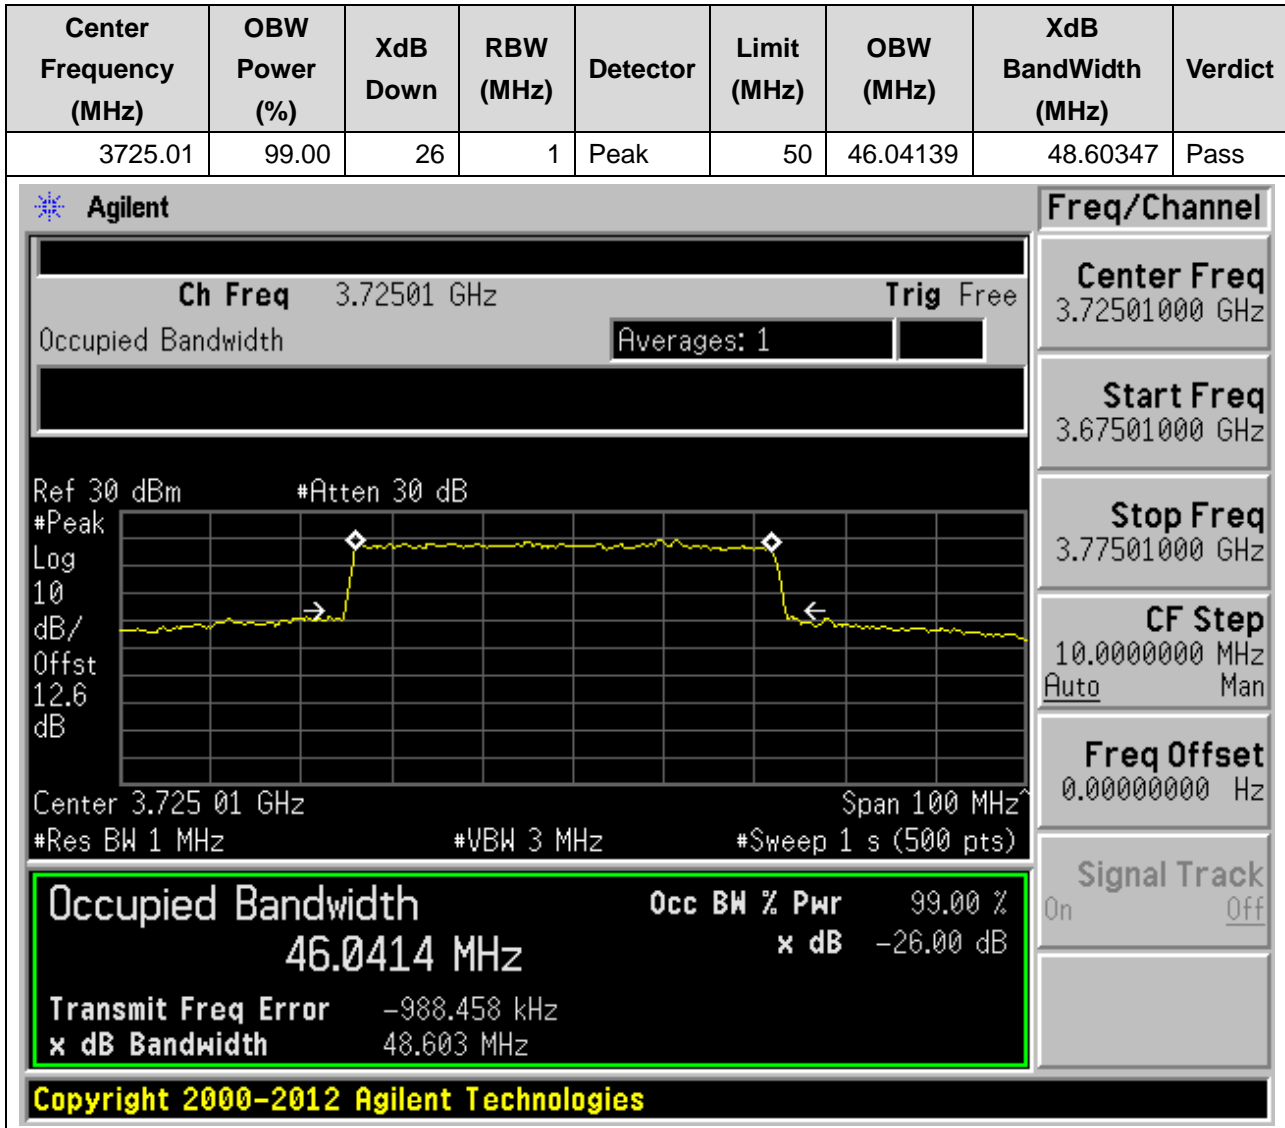 Center Frequency (MHz) OBW Power (%) XdB Down RBW (MHz) Detector Limit (MHz) OBW (MHz) XdB BandWidth (MHz) Verdict
3725.01 99.00 26 1 Peak 50 46.04139 48.60347 Pass
Agilent
Freq/Channel
Ch Freq 3.72501 GHz Trig Free
Occupied Bandwidth Averages: 1
Center Freq
3.72501000 GHz
Start Freq
3.67501000 GHz
Stop Freq
3.77501000 GHz
CF Step
10.0000000 MHz
Auto Man
Freq Offset
0.00000000 Hz
Signal Track
On Off
Ref 30 dBm #Atten 30 dB
#Peak
Log
10
dB/
Offst
12.6
dB
Center 3.725 01 GHz Span 100 MHz^
#Res BW 1 MHz #VBW 3 MHz #Sweep 1 s (500 pts)
Occupied Bandwidth Occ BW % Pwr 99.00 %
46.0414 MHz x dB -26.00 dB
Transmit Freq Error -988.458 kHz
x dB Bandwidth 48.603 MHz
Copyright 2000-2012 Agilent Technologies